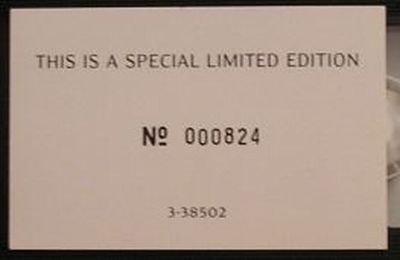 THIS IS A SPECIAL LIMITED EDITION
Nº 000824
3-38502